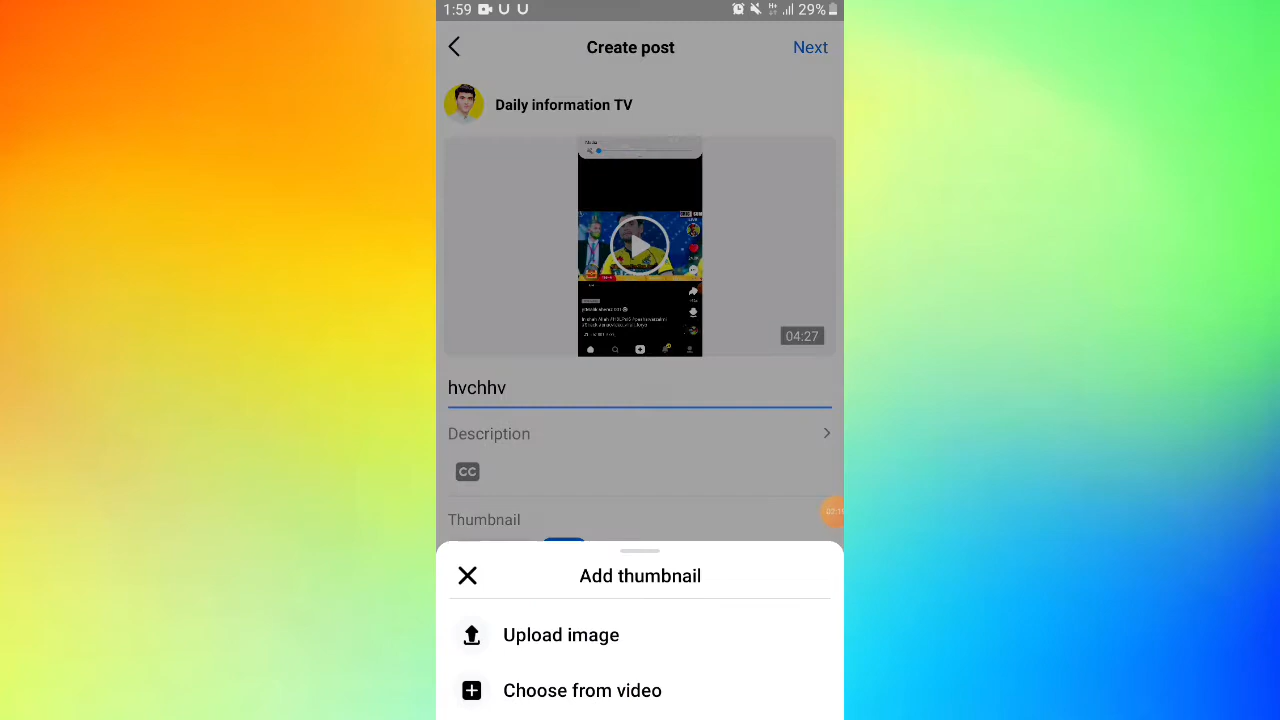 1:59
29%
Create post
Next
Daily information TV
04:27
hvchhv
Description
CC
Thumbnail
Add thumbnail
Upload image
Choose from video